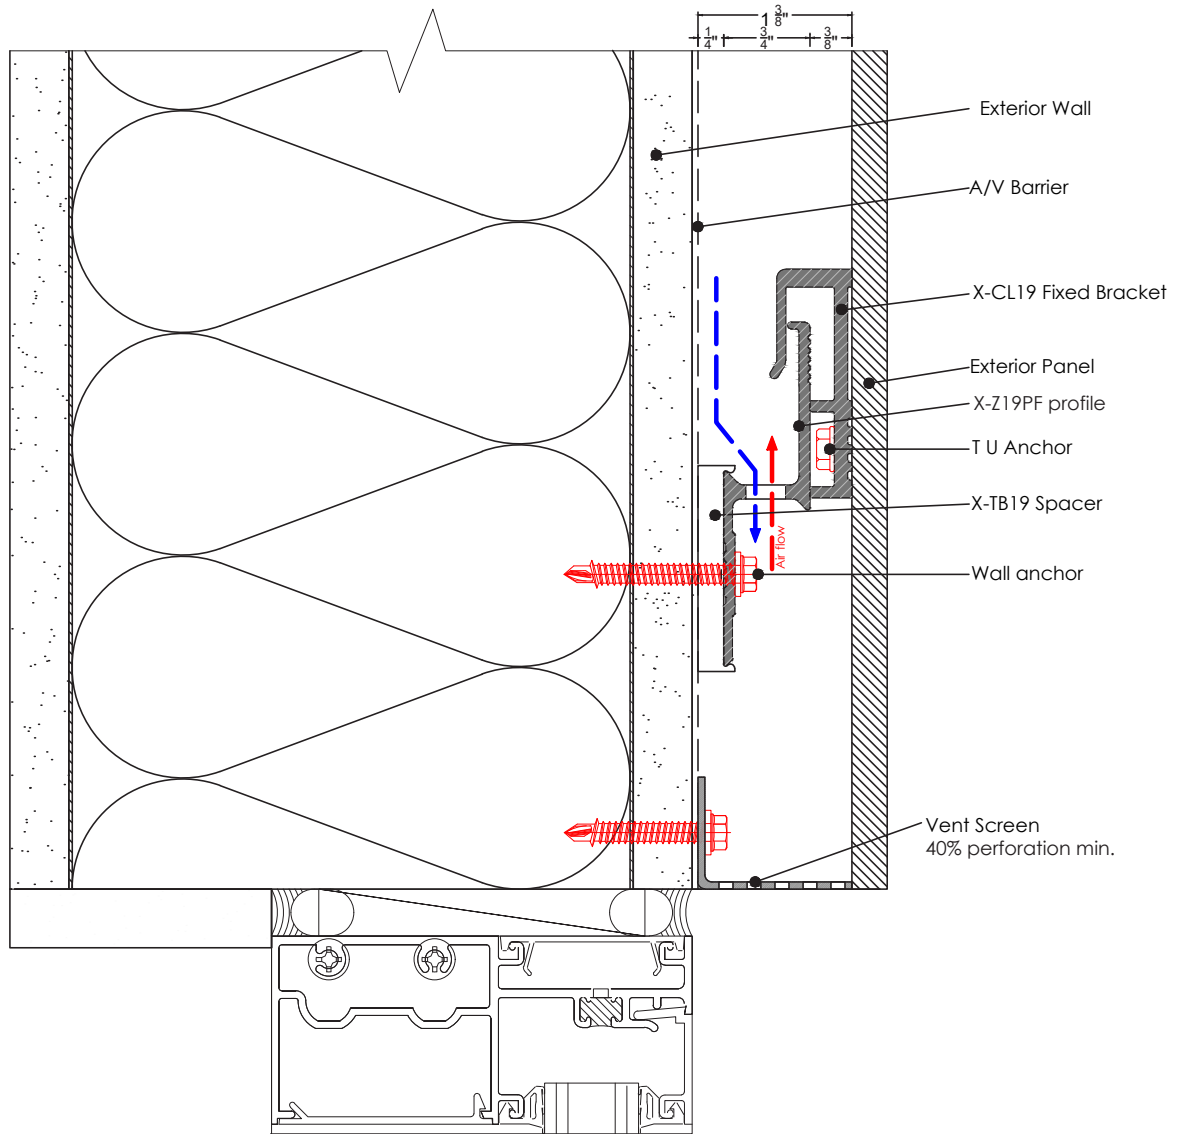 1 3/8"
1/4" 3/4" 3/8"
Exterior Wall
A/V Barrier
X-CL19 Fixed Bracket
Exterior Panel
X-Z19PF profile
T U Anchor
X-TB19 Spacer
Air flow
Wall anchor
Vent Screen
40% perforation min.